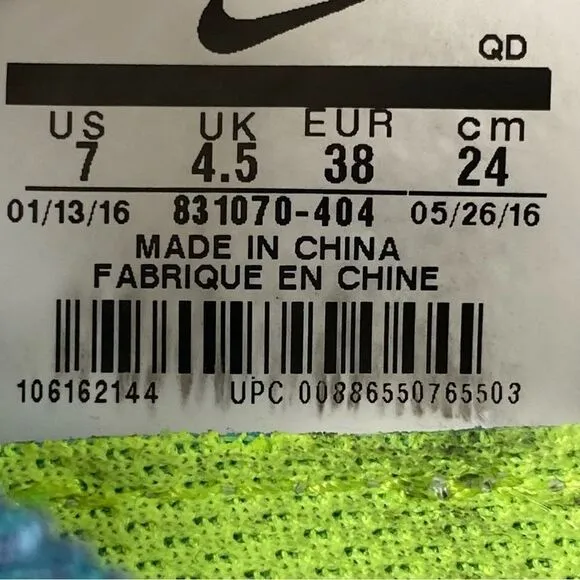 QD
US UK EUR cm
7 4.5 38 24
01/13/16 831070-404 05/26/16
MADE IN CHINA
FABRIQUE EN CHINE
106162144 UPC 00886550765503